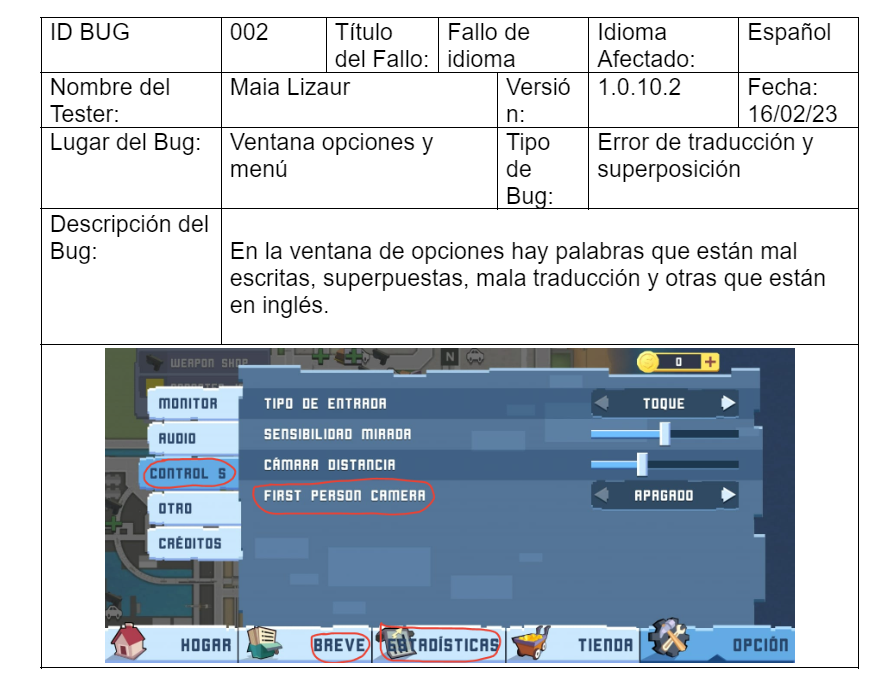 ID BUG 002 Título del Fallo: Fallo de idioma Idioma Afectado: Español
Nombre del Tester: Maia Lizaur Versión: 1.0.10.2 Fecha: 16/02/23
Lugar del Bug: Ventana opciones y menú Tipo de Bug: Error de traducción y superposición
Descripción del Bug:
En la ventana de opciones hay palabras que están mal
escritas, superpuestas, mala traducción y otras que están
en inglés.
WEAPON SHOP
N
0 +
MONITOR
AUDIO
CONTROL S
OTRO
CRÉDITOS
TIPO DE ENTRADA TOQUE
SENSIBILIDAD MIRADA
CÁMARA DISTANCIA
FIRST PERSON CAMERA APAGADO
HOGAR BREVE ESTADÍSTICAS TIENDA OPCIÓN